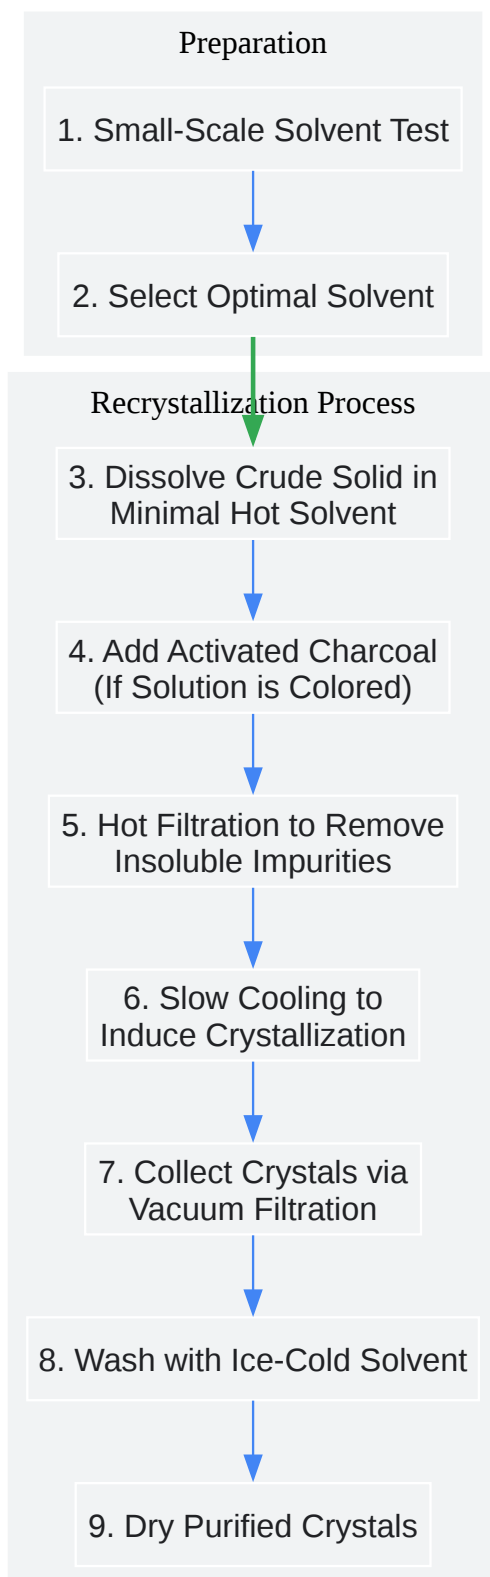 Preparation
1. Small-Scale Solvent Test
2. Select Optimal Solvent
Recrystallization Process
3. Dissolve Crude Solid in
Minimal Hot Solvent
4. Add Activated Charcoal
(If Solution is Colored)
5. Hot Filtration to Remove
Insoluble Impurities
6. Slow Cooling to
Induce Crystallization
7. Collect Crystals via
Vacuum Filtration
8. Wash with Ice-Cold Solvent
9. Dry Purified Crystals